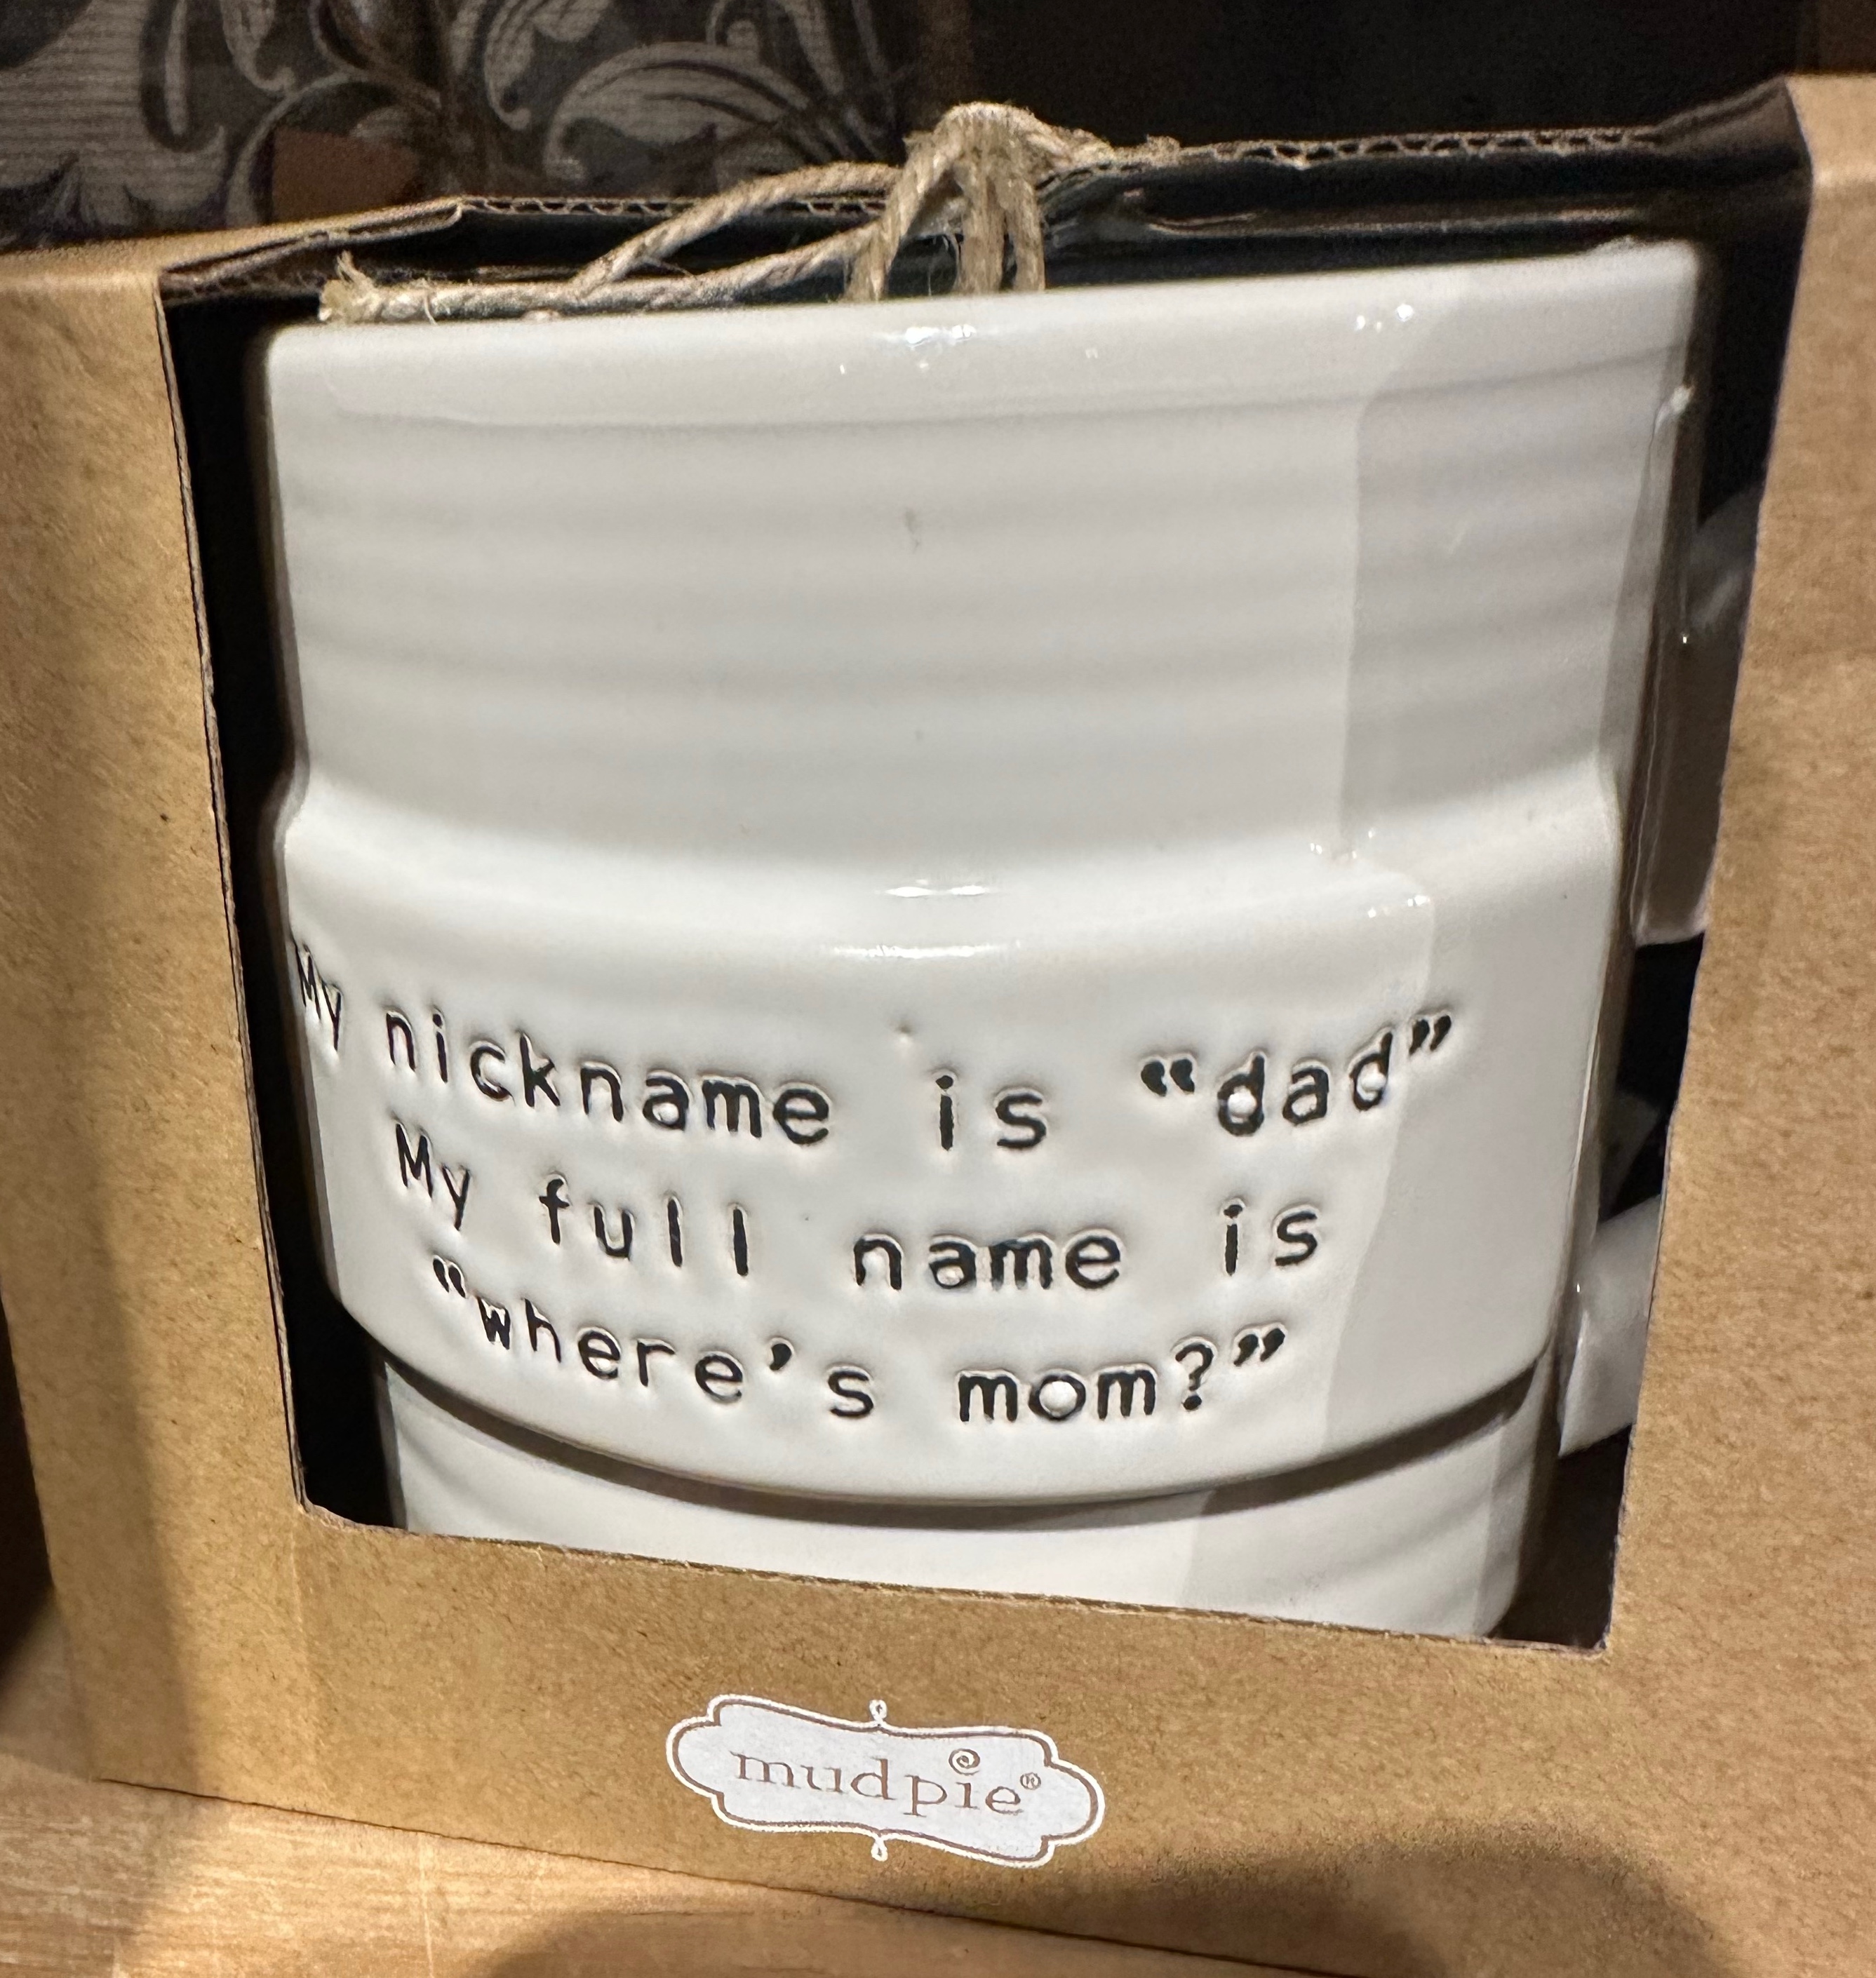 My nickname is “dad”
My full name is
“where’s mom?”
mudpie®